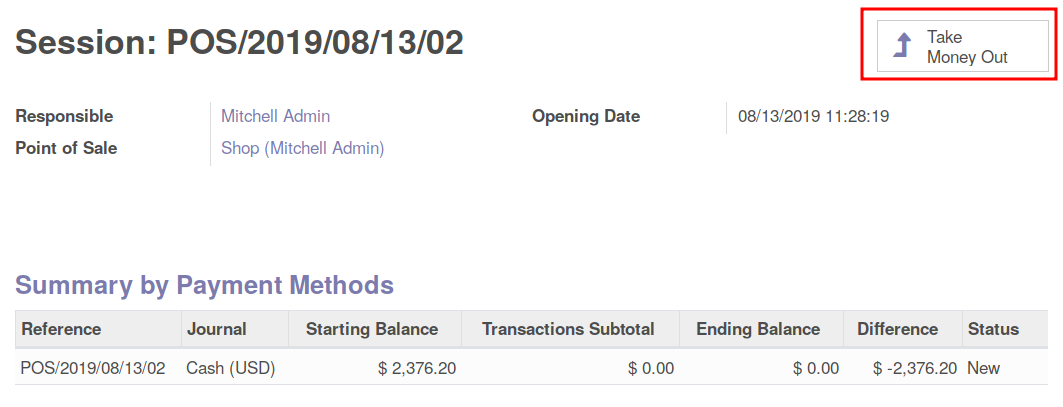 Session: POS/2019/08/13/02
Take
Money Out
Responsible Mitchell Admin Opening Date 08/13/2019 11:28:19
Point of Sale Shop (Mitchell Admin)
Summary by Payment Methods
Reference Journal Starting Balance Transactions Subtotal Ending Balance Difference Status
POS/2019/08/13/02 Cash (USD) $ 2,376.20 $ 0.00 $ 0.00 $ -2,376.20 New